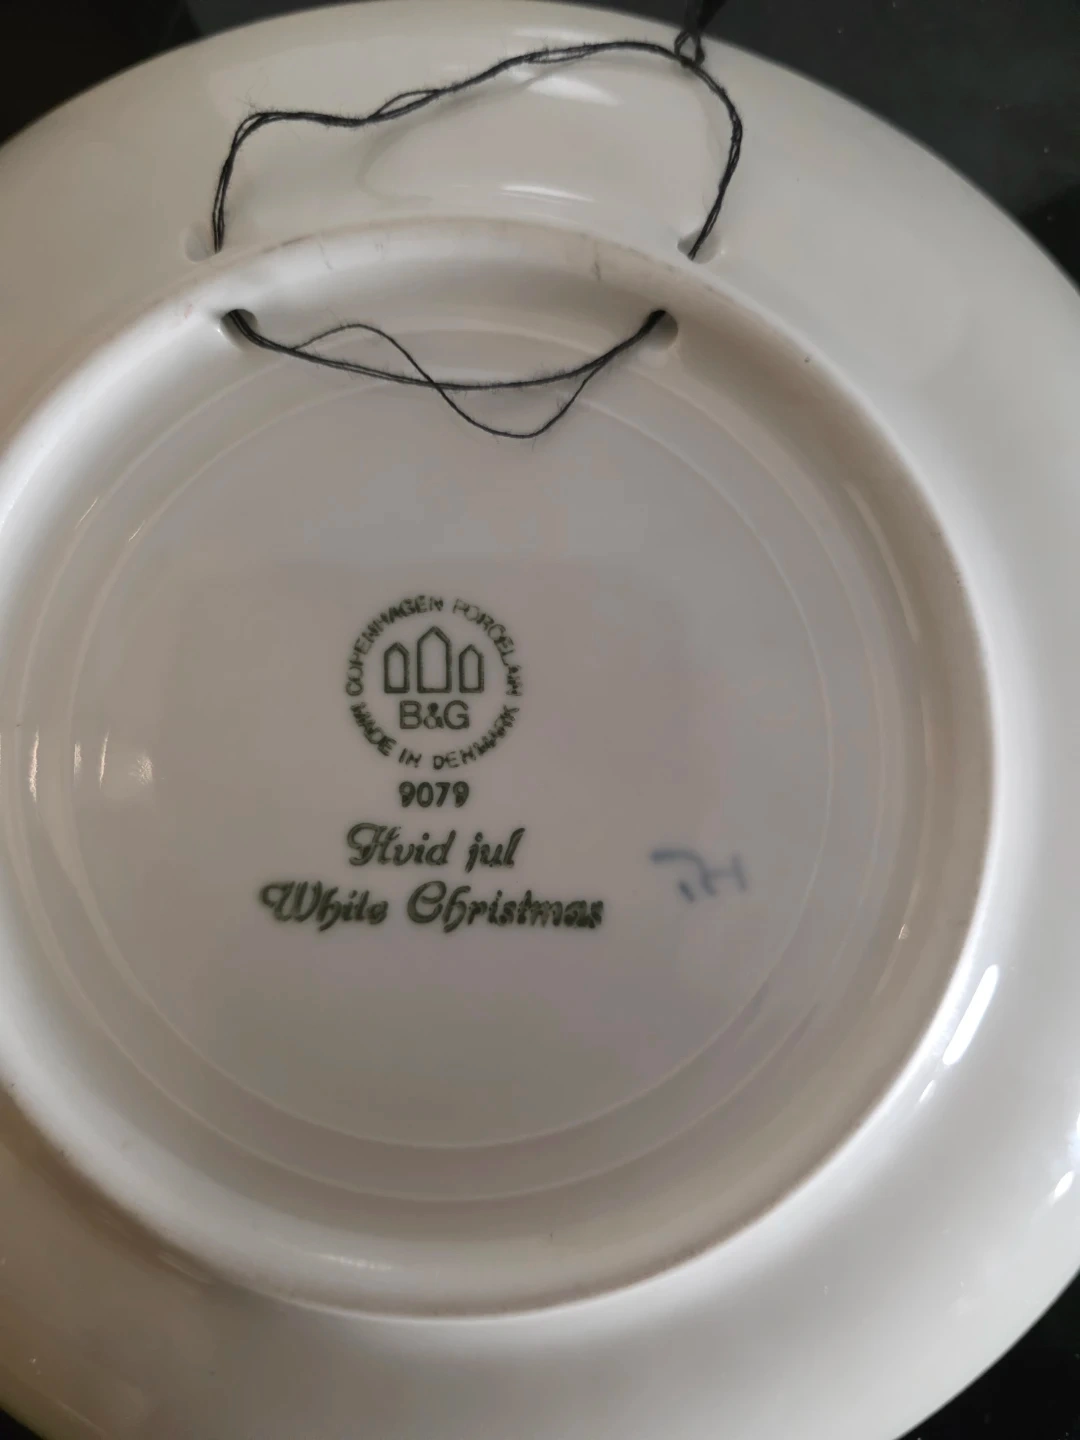 COPENHAGEN PORCELAIN
B&G
MADE IN DENMARK
9079
Hvid jul
White Christmas